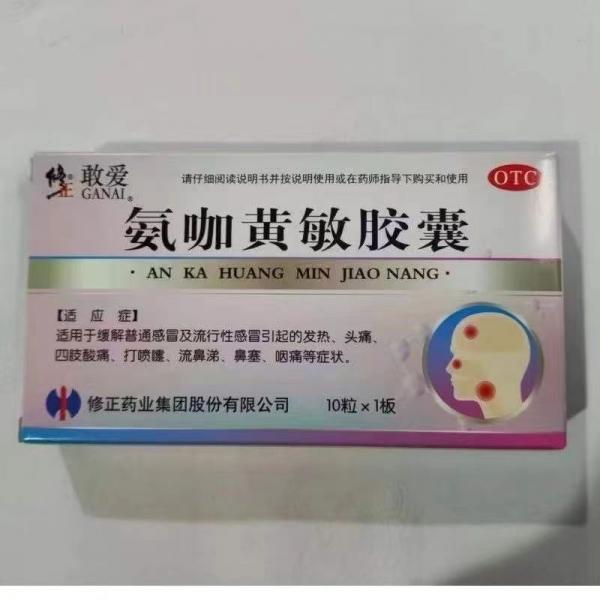 修正® 敢爱
GANAI®
请仔细阅读说明书并按说明使用或在药师指导下购买和使用
OTC
氨咖黄敏胶囊
· AN KA HUANG MIN JIAO NANG ·
【适应症】
适用于缓解普通感冒及流行性感冒引起的发热、头痛、
四肢酸痛、打喷嚏、流鼻涕、鼻塞、咽痛等症状。
修正药业集团股份有限公司 10粒×1板